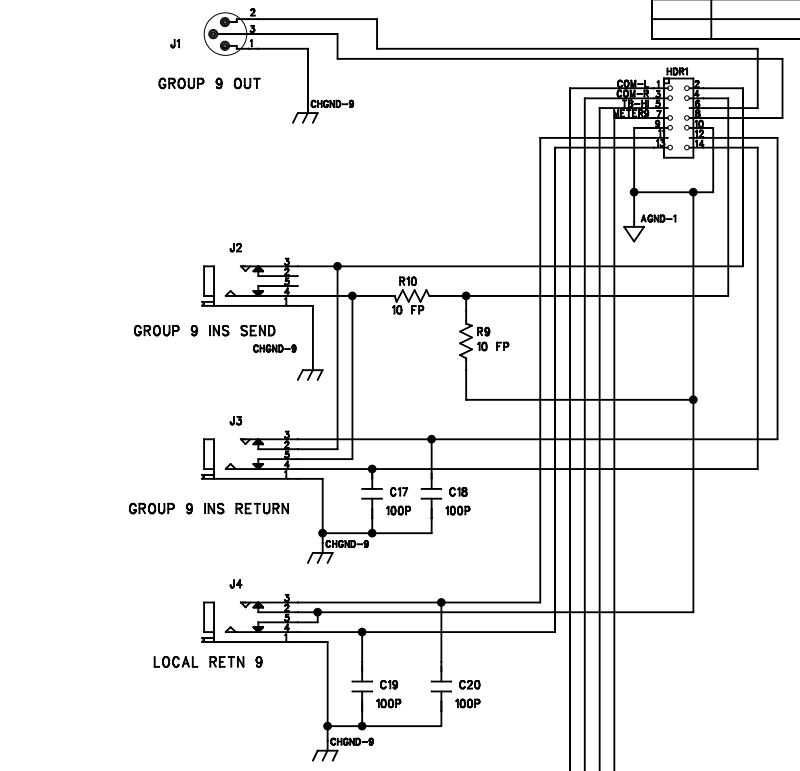 2
3
1
J1
GROUP 9 OUT
CHGND-9
HDR1
COM-L 1 2
COM-R 3 4
TB-HI 5 6
METER9 7 8
9 10
12
13 14
AGND-1
J2
3
2
5
4
1
R10
10 FP
GROUP 9 INS SEND
CHGND-9
R9
10 FP
J3
3
2
5
4
1
C17
100P
C18
100P
GROUP 9 INS RETURN
CHGND-9
J4
3
2
5
4
1
LOCAL RETN 9
C19
100P
C20
100P
CHGND-9